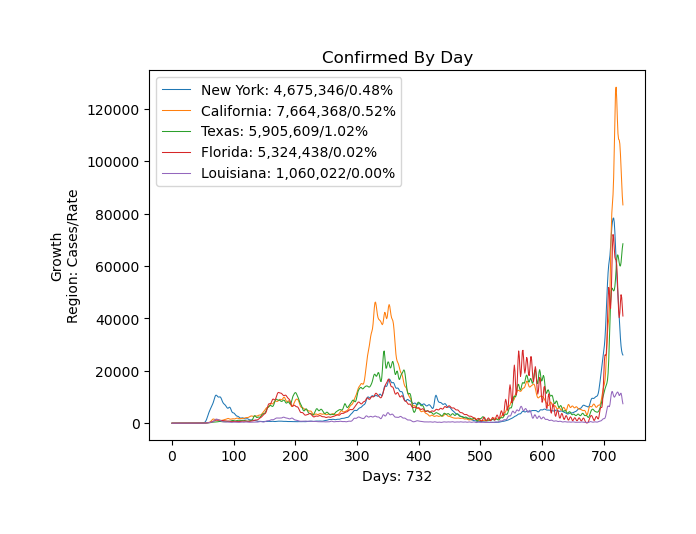 Confirmed By Day
New York: 4,675,346/0.48%
California: 7,664,368/0.52%
Texas: 5,905,609/1.02%
Florida: 5,324,438/0.02%
Louisiana: 1,060,022/0.00%
Growth
Region: Cases/Rate
120000
100000
80000
60000
40000
20000
0
0 100 200 300 400 500 600 700
Days: 732